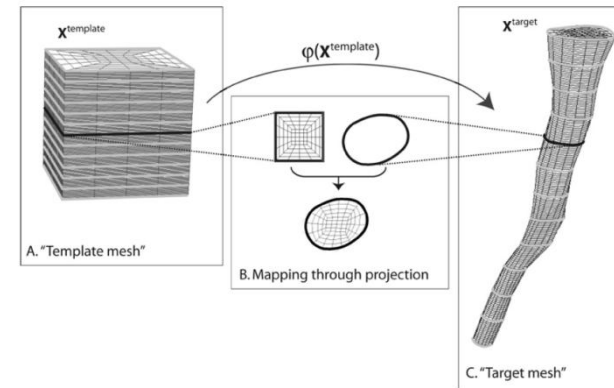 X^template
φ(X^template)
X^target
A. "Template mesh"
B. Mapping through projection
C. "Target mesh"